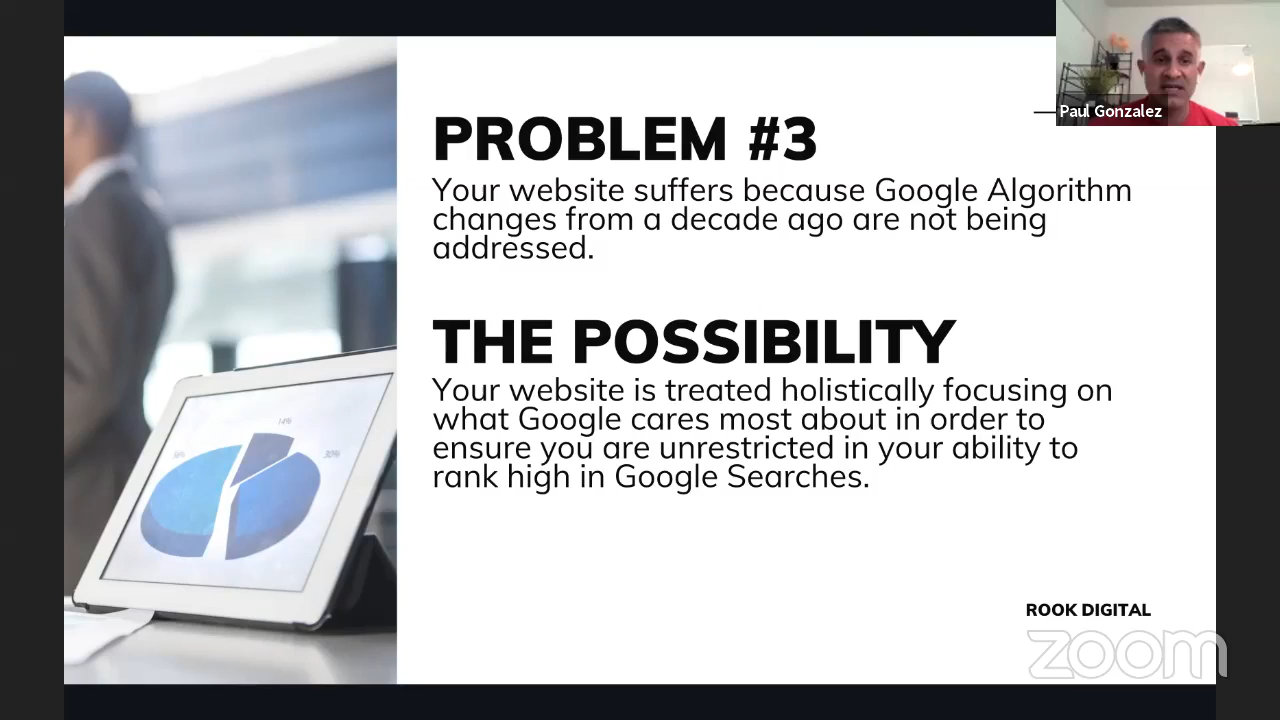 Paul Gonzalez
PROBLEM #3
Your website suffers because Google Algorithm
changes from a decade ago are not being
addressed.
THE POSSIBILITY
Your website is treated holistically focusing on
what Google cares most about in order to
ensure you are unrestricted in your ability to
rank high in Google Searches.
14%
30%
ROOK DIGITAL
zoom